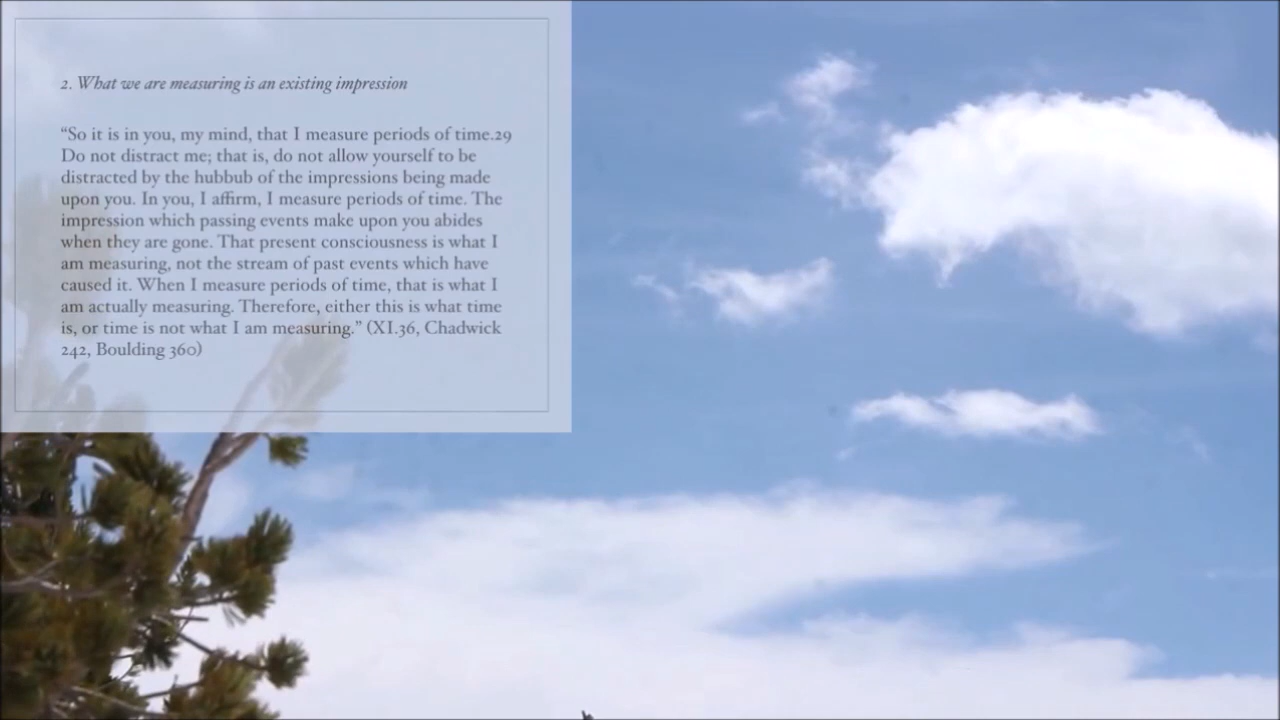 2. What we are measuring is an existing impression
“So it is in you, my mind, that I measure periods of time.29
Do not distract me; that is, do not allow yourself to be
distracted by the hubbub of the impressions being made
upon you. In you, I affirm, I measure periods of time. The
impression which passing events make upon you abides
when they are gone. That present consciousness is what I
am measuring, not the stream of past events which have
caused it. When I measure periods of time, that is what I
am actually measuring. Therefore, either this is what time
is, or time is not what I am measuring.” (XI.36, Chadwick
242, Boulding 360)